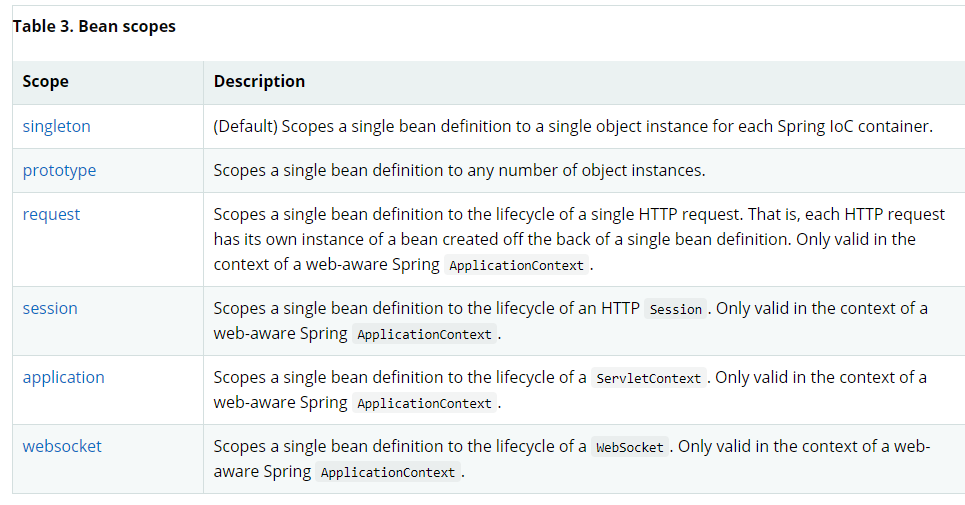 Table 3. Bean scopes
Scope Description
singleton (Default) Scopes a single bean definition to a single object instance for each Spring IoC container.
prototype Scopes a single bean definition to any number of object instances.
request Scopes a single bean definition to the lifecycle of a single HTTP request. That is, each HTTP request
has its own instance of a bean created off the back of a single bean definition. Only valid in the
context of a web-aware Spring ApplicationContext.
session Scopes a single bean definition to the lifecycle of an HTTP Session. Only valid in the context of a
web-aware Spring ApplicationContext.
application Scopes a single bean definition to the lifecycle of a ServletContext. Only valid in the context of a
web-aware Spring ApplicationContext.
websocket Scopes a single bean definition to the lifecycle of a WebSocket. Only valid in the context of a web-
aware Spring ApplicationContext.